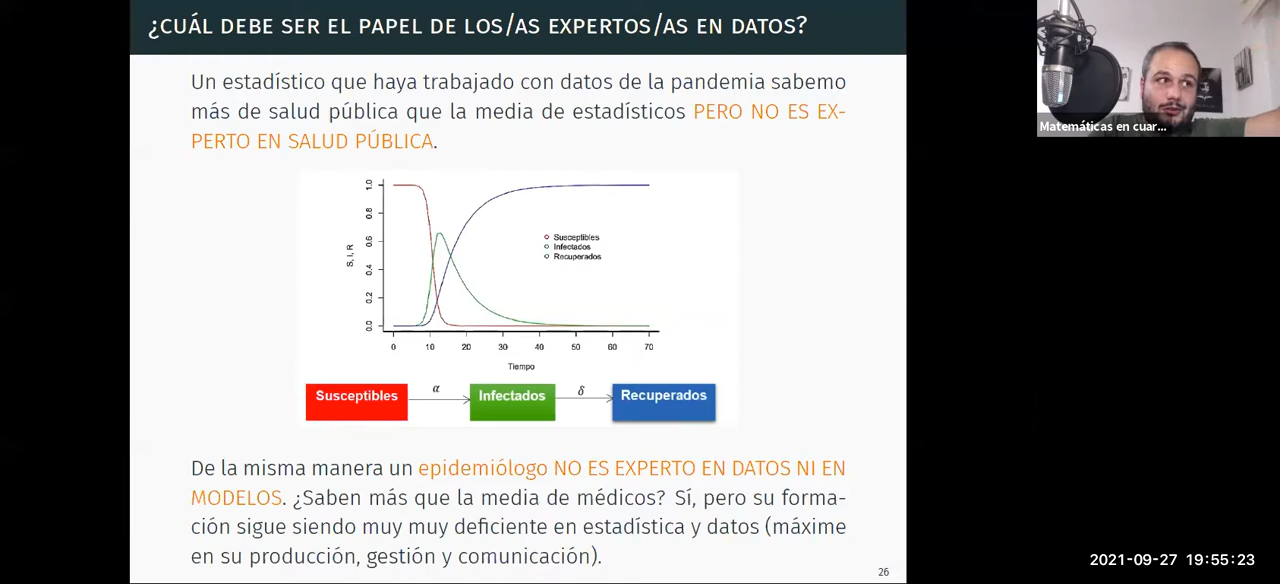 ¿CUÁL DEBE SER EL PAPEL DE LOS/AS EXPERTOS/AS EN DATOS?
Un estadístico que haya trabajado con datos de la pandemia sabemo
más de salud pública que la media de estadísticos PERO NO ES EX-
PERTO EN SALUD PÚBLICA.
S, I, R
1.0
0.8
0.6
0.4
0.2
0.0
Susceptibles
Infectados
Recuperados
0 10 20 30 40 50 60 70
Tiempo
Susceptibles α Infectados δ Recuperados
De la misma manera un epidemiólogo NO ES EXPERTO EN DATOS NI EN
MODELOS. ¿Saben más que la media de médicos? Sí, pero su forma-
ción sigue siendo muy muy deficiente en estadística y datos (máxime
en su producción, gestión y comunicación).
26
Matemáticas en cuar...
2021-09-27 19:55:23